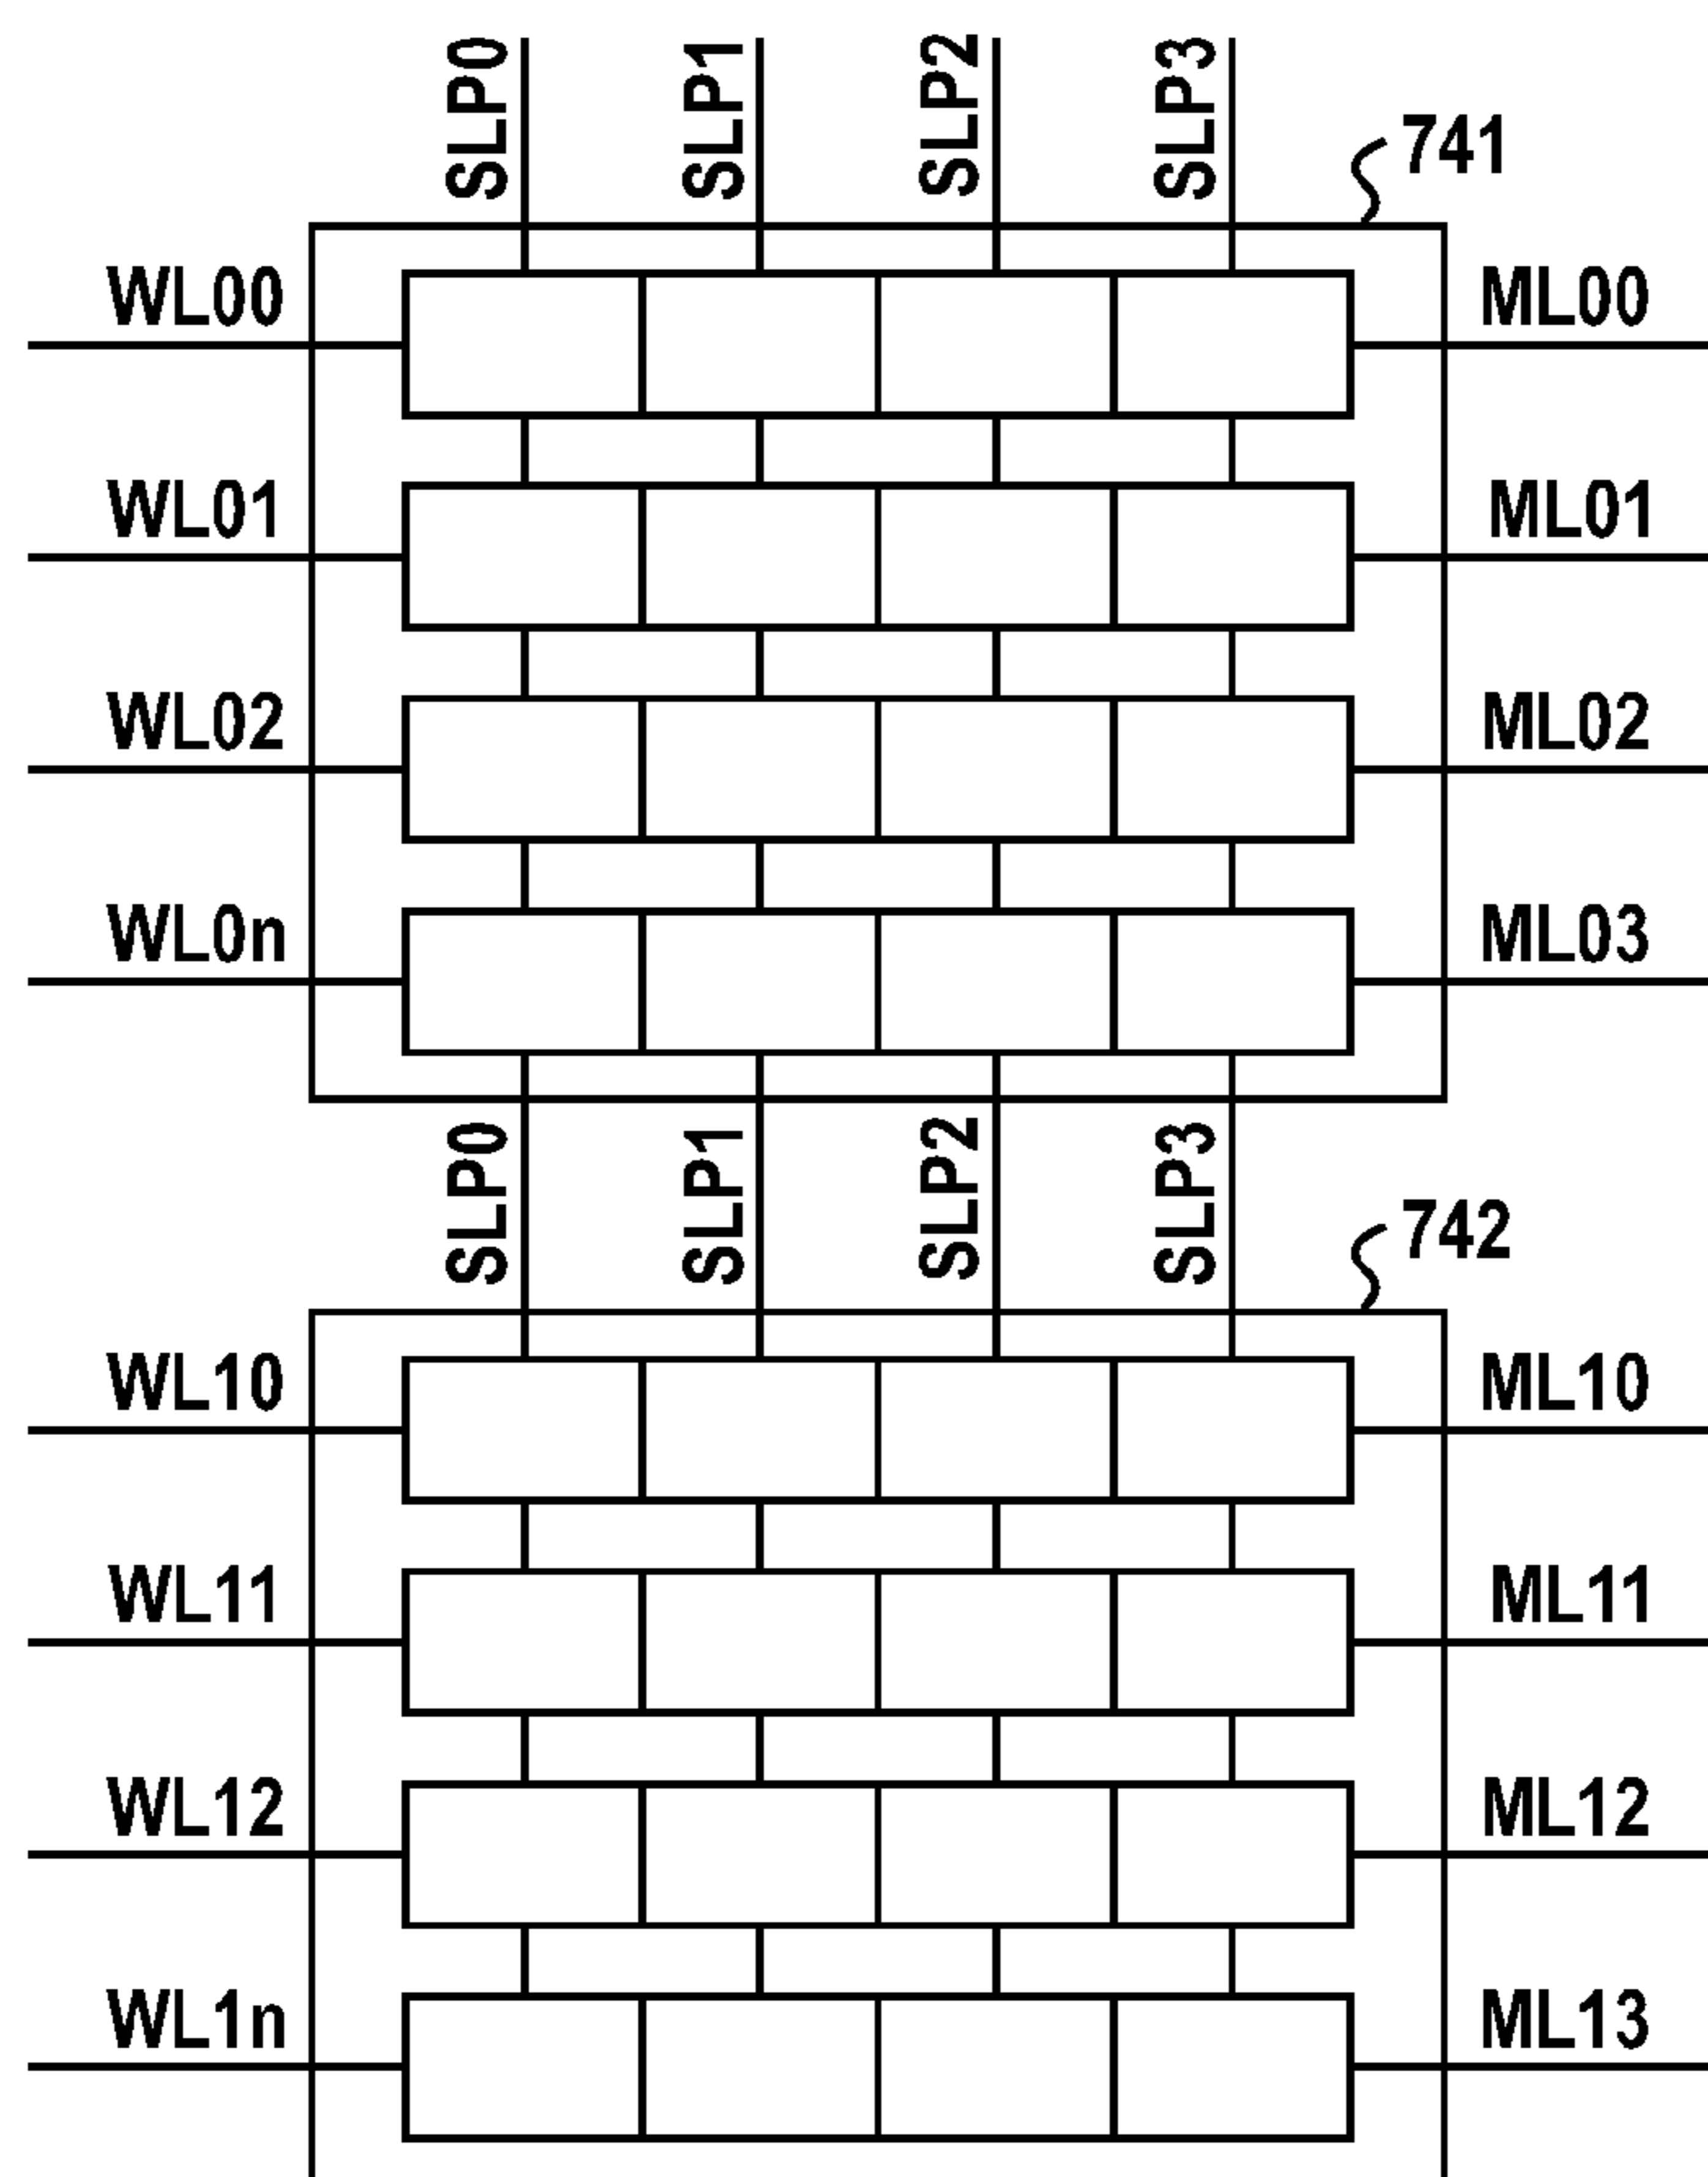 SLP0 SLP1 SLP2 SLP3
741
WL00 ML00
WL01 ML01
WL02 ML02
WL0n ML03
SLP0 SLP1 SLP2 SLP3
742
WL10 ML10
WL11 ML11
WL12 ML12
WL1n ML13